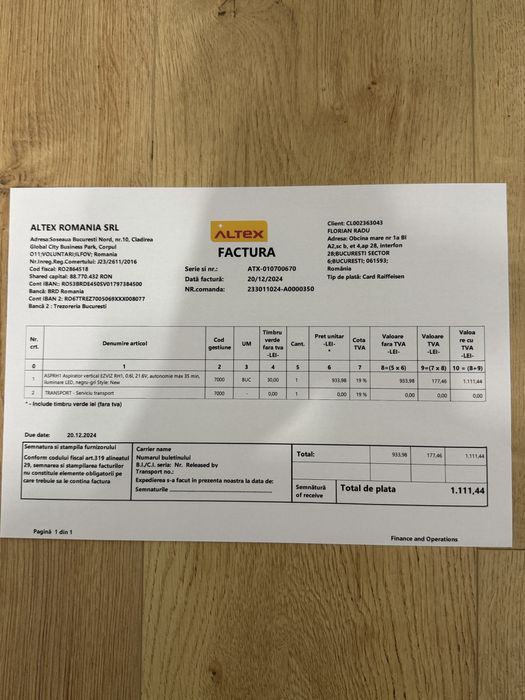 ALTEX ROMANIA SRL
Adresa:Soseaua Bucuresti Nord, nr.10, Cladirea
Global City Business Park, Corpul
O11;VOLUNTARI;ILFOV; Romania
Nr.Inreg.Reg.Comertului: J23/2611/2016
Cod fiscal: RO2864518
Shared capital: 88.770.432 RON
Cont IBAN:: RO53BRDE450SV01797384500
Bancă: BRD Romania
Cont IBAN 2: RO67TREZ7005069XXX008077
Bancă 2 : Trezoreria Bucuresti
ALTEX
FACTURA
Serie si nr.: ATX-010700670
Dată factură: 20/12/2024
NR.comanda: 233011024-A0000350
Client: CL002363043
FLORIAN RADU
Adresa: Obcina mare nr 1a Bl
A2,sc b, et 4,ap 28, interfon
28;BUCURESTI SECTOR
6;BUCURESTI; 061593;
România
Tip de plată: Card Raiffeisen
Nr. crt. Denumire articol Cod gestiune UM Timbru verde fara tva -LEI- Cant. Pret unitar -LEI- * Cota TVA Valoare fara TVA -LEI- Valoare TVA -LEI- Valoa re cu TVA -LEI-
0 1 2 3 4 5 6 7 8=(5 x 6) 9=(7 x 8) 10 = (8+9)
1 ASPRH1 Aspirator vertical EZVIZ RH1, 0.6l, 21.6V, autonomie max 35 min, iluminare LED, negru-gri Style: New 7000 BUC 30,00 1 933,98 19 % 933,98 177,46 1.111,44
2 TRANSPORT - Serviciu transport 7000 - 0,00 1 0,00 19 % 0,00 0,00 0,00
* - Include timbru verde lei (fara tva)
Due date: 20.12.2024
Semnatura si stampila furnizorului
Conform codului fiscal art.319 alineatul
29, semnarea si stampilarea facturilor
nu constituie elemente obligatorii pe
care trebuie sa le contina factura
Carrier name
Numarul buletinului
B.I./C.I. seria: Nr. Released by
Transport no.:
Expedierea s-a facut in prezenta noastra la data de:
Semnaturile
Total: 933,98 177,46 1.111,44
Semnătură
of receive
Total de plata 1.111,44
Pagină 1 din 1
Finance and Operations